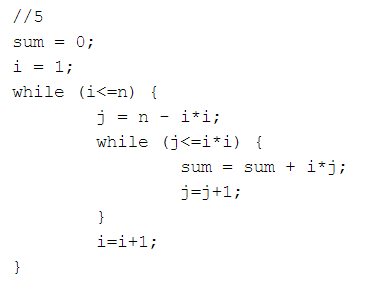 //5
sum = 0;
i = 1;
while (i<=n) {
        j = n - i*i;
        while (j<=i*i) {
                sum = sum + i*j;
                j=j+1;
        }
        i=i+1;
}